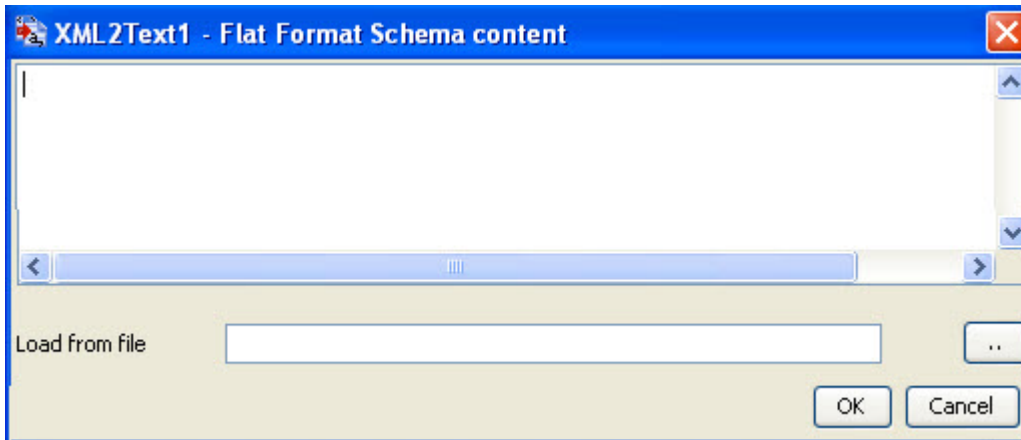 XML2Text1 - Flat Format Schema content
Load from file
..
OK
Cancel